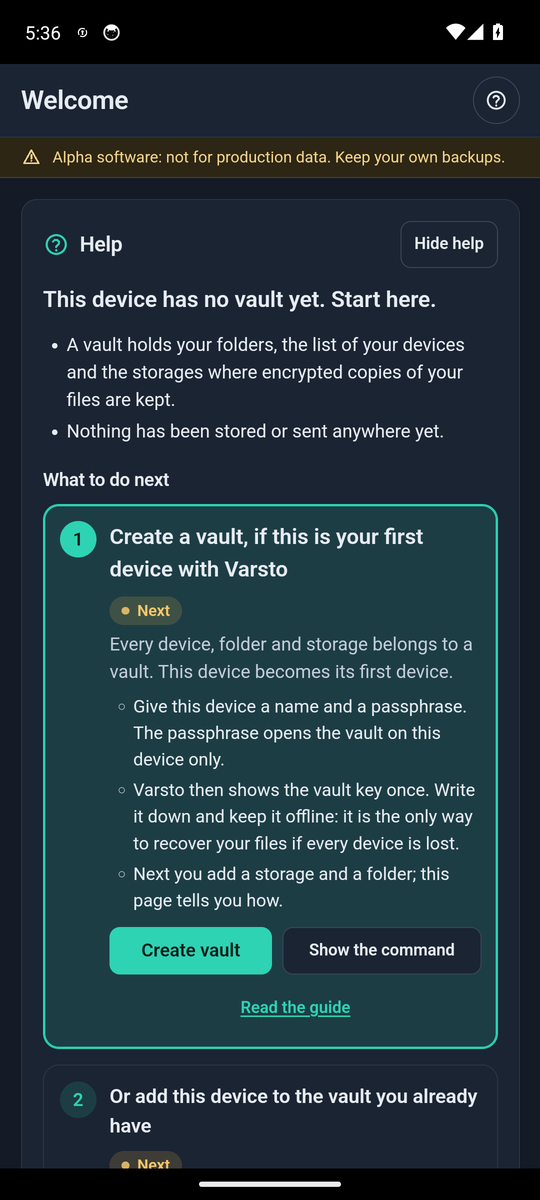 5:36
Welcome
Alpha software: not for production data. Keep your own backups.
Help
Hide help
This device has no vault yet. Start here.
• A vault holds your folders, the list of your devices
and the storages where encrypted copies of your
files are kept.
• Nothing has been stored or sent anywhere yet.
What to do next
1
Create a vault, if this is your first
device with Varsto
Next
Every device, folder and storage belongs to a
vault. This device becomes its first device.
◦ Give this device a name and a passphrase.
The passphrase opens the vault on this
device only.
◦ Varsto then shows the vault key once. Write
it down and keep it offline: it is the only way
to recover your files if every device is lost.
◦ Next you add a storage and a folder; this
page tells you how.
Create vault
Show the command
Read the guide
2
Or add this device to the vault you already
have
Next